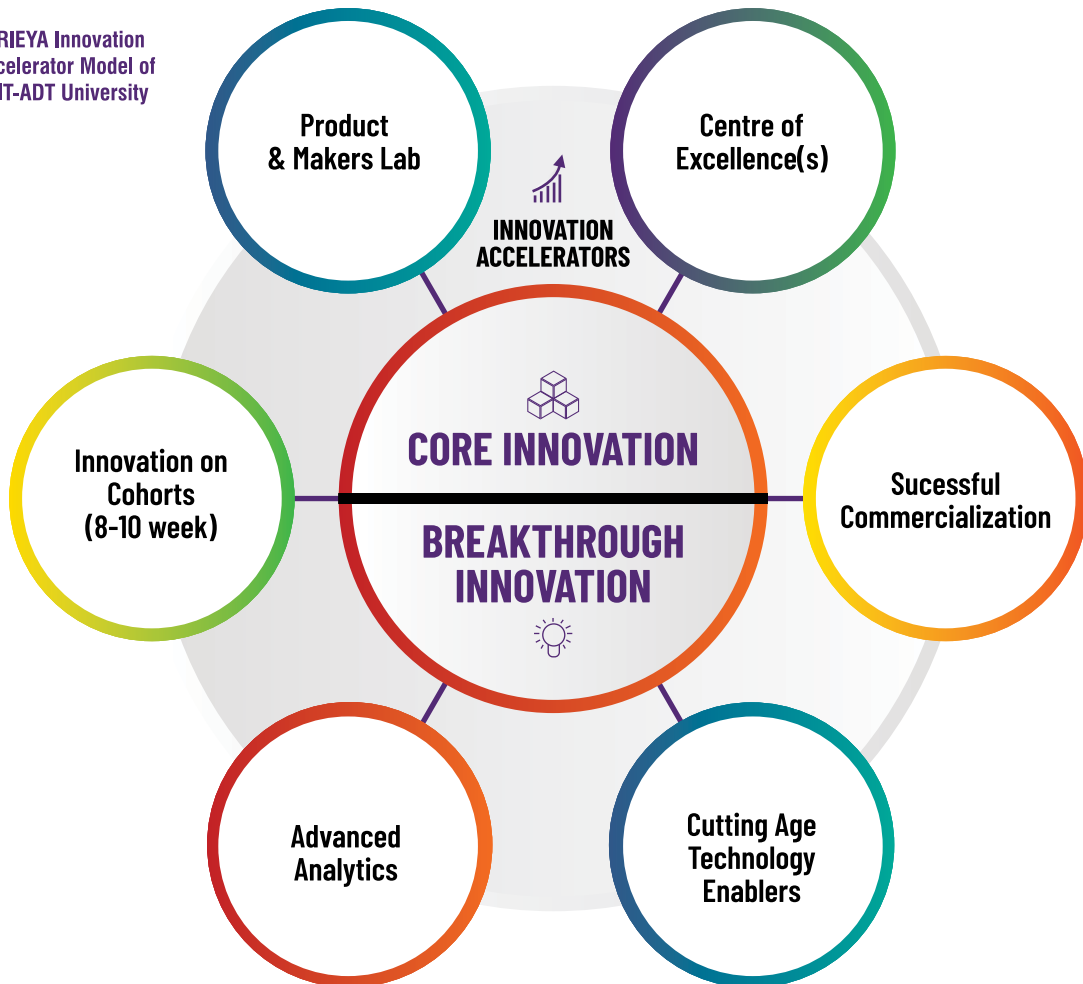 RIEYA Innovation
celerator Model of
IT-ADT University
Product
& Makers Lab
Centre of
Excellence(s)
INNOVATION
ACCELERATORS
CORE INNOVATION
BREAKTHROUGH
INNOVATION
Innovation on
Cohorts
(8-10 week)
Sucessful
Commercialization
Advanced
Analytics
Cutting Age
Technology
Enablers